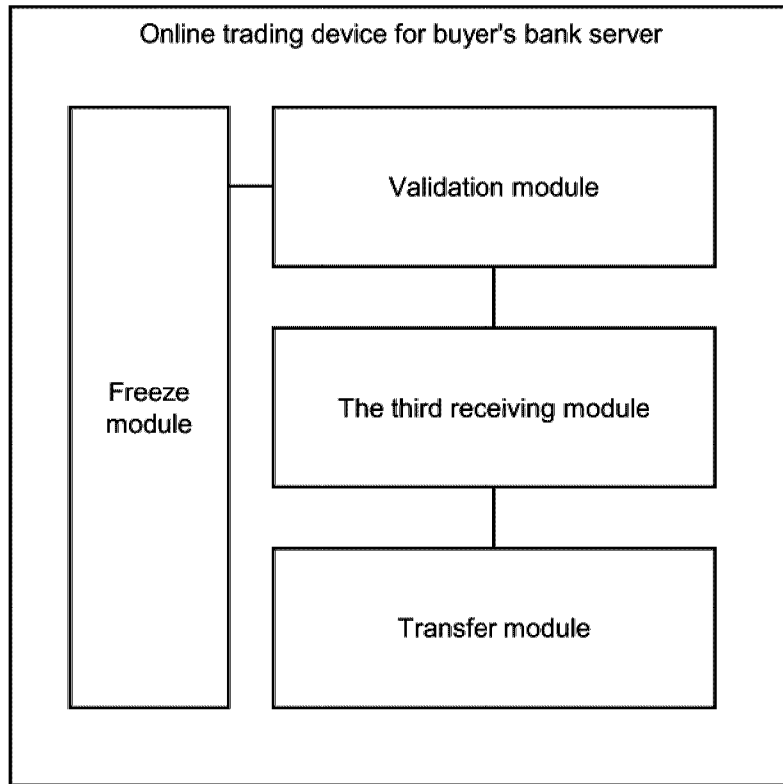 Online trading device for buyer's bank server
Validation module
Freeze
module
The third receiving module
Transfer module